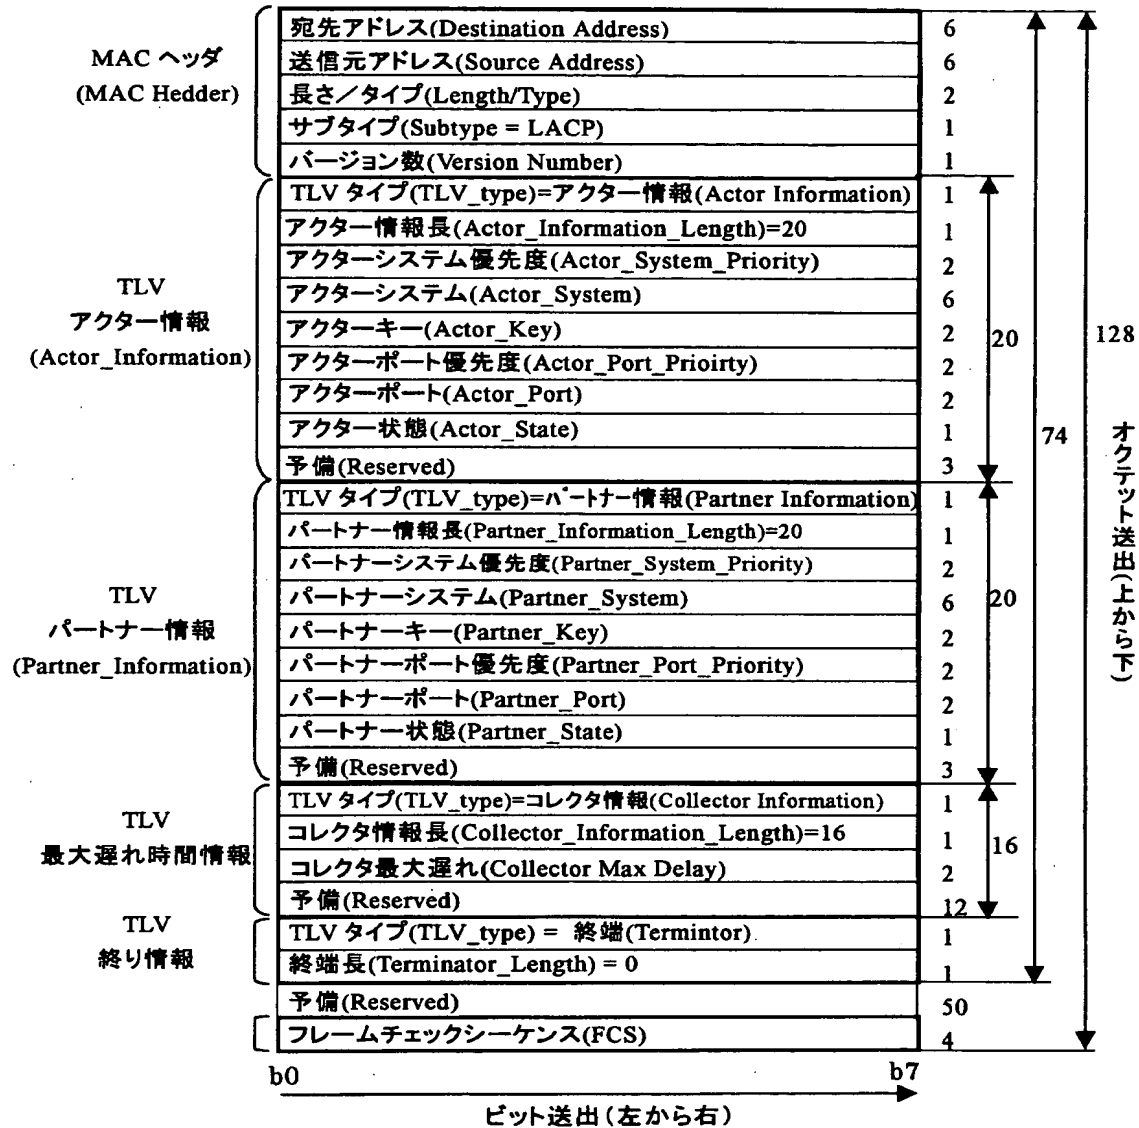 MAC ヘッダ
(MAC Hedder)
宛先アドレス(Destination Address) 6
送信元アドレス(Source Address) 6
長さ/タイプ(Length/Type) 2
サブタイプ(Subtype = LACP) 1
バージョン数(Version Number) 1
TLV
アクター情報
(Actor_Information)
TLV タイプ(TLV_type)=アクター情報(Actor Information) 1
アクター情報長(Actor_Information_Length)=20 1
アクターシステム優先度(Actor_System_Priority) 2
アクターシステム(Actor_System) 6
アクターキー(Actor_Key) 2
アクターポート優先度(Actor_Port_Prioirty) 2
アクターポート(Actor_Port) 2
アクター状態(Actor_State) 1
予備(Reserved) 3
20
TLV
パートナー情報
(Partner_Information)
TLV タイプ(TLV_type)=パートナー情報(Partner Information) 1
パートナー情報長(Partner_Information_Length)=20 1
パートナーシステム優先度(Partner_System_Priority) 2
パートナーシステム(Partner_System) 6
パートナーキー(Partner_Key) 2
パートナーポート優先度(Partner_Port_Priority) 2
パートナーポート(Partner_Port) 2
パートナー状態(Partner_State) 1
予備(Reserved) 3
20
TLV
最大遅れ時間情報
TLV タイプ(TLV_type)=コレクタ情報(Collector Information) 1
コレクタ情報長(Collector_Information_Length)=16 1
コレクタ最大遅れ(Collector Max Delay) 2
予備(Reserved) 12
16
TLV
終り情報
TLV タイプ(TLV_type) = 終端(Termintor) 1
終端長(Terminator_Length) = 0 1
74
予備(Reserved) 50
フレームチェックシーケンス(FCS) 4
128
オクテット送出(上から下)
b0 b7
ビット送出(左から右)